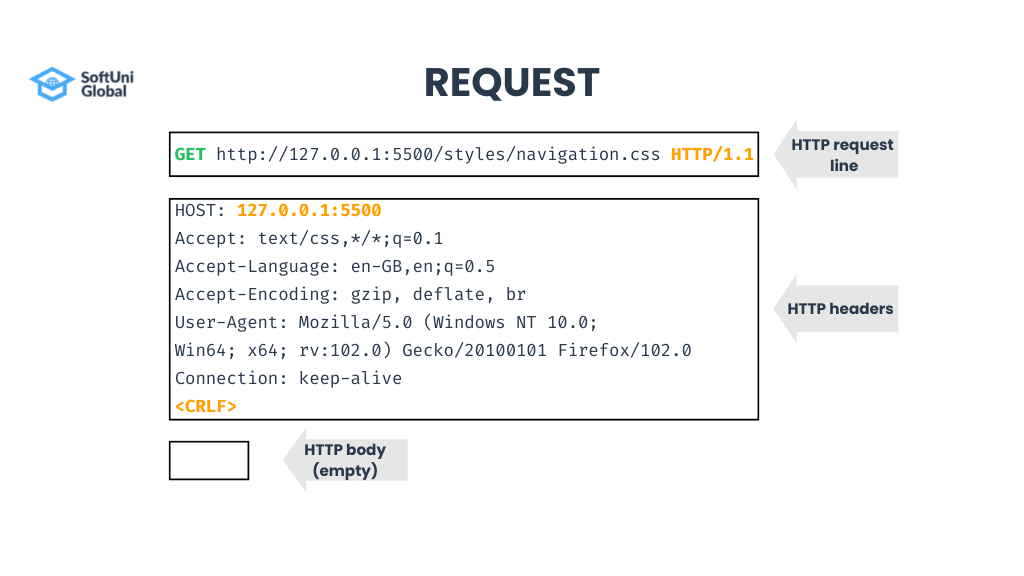 SoftUni
Global
REQUEST
GET http://127.0.0.1:5500/styles/navigation.css HTTP/1.1
HTTP request
line
HOST: 127.0.0.1:5500
Accept: text/css,*/*;q=0.1
Accept-Language: en-GB,en;q=0.5
Accept-Encoding: gzip, deflate, br
User-Agent: Mozilla/5.0 (Windows NT 10.0;
Win64; x64; rv:102.0) Gecko/20100101 Firefox/102.0
Connection: keep-alive
<CRLF>
HTTP headers
HTTP body
(empty)